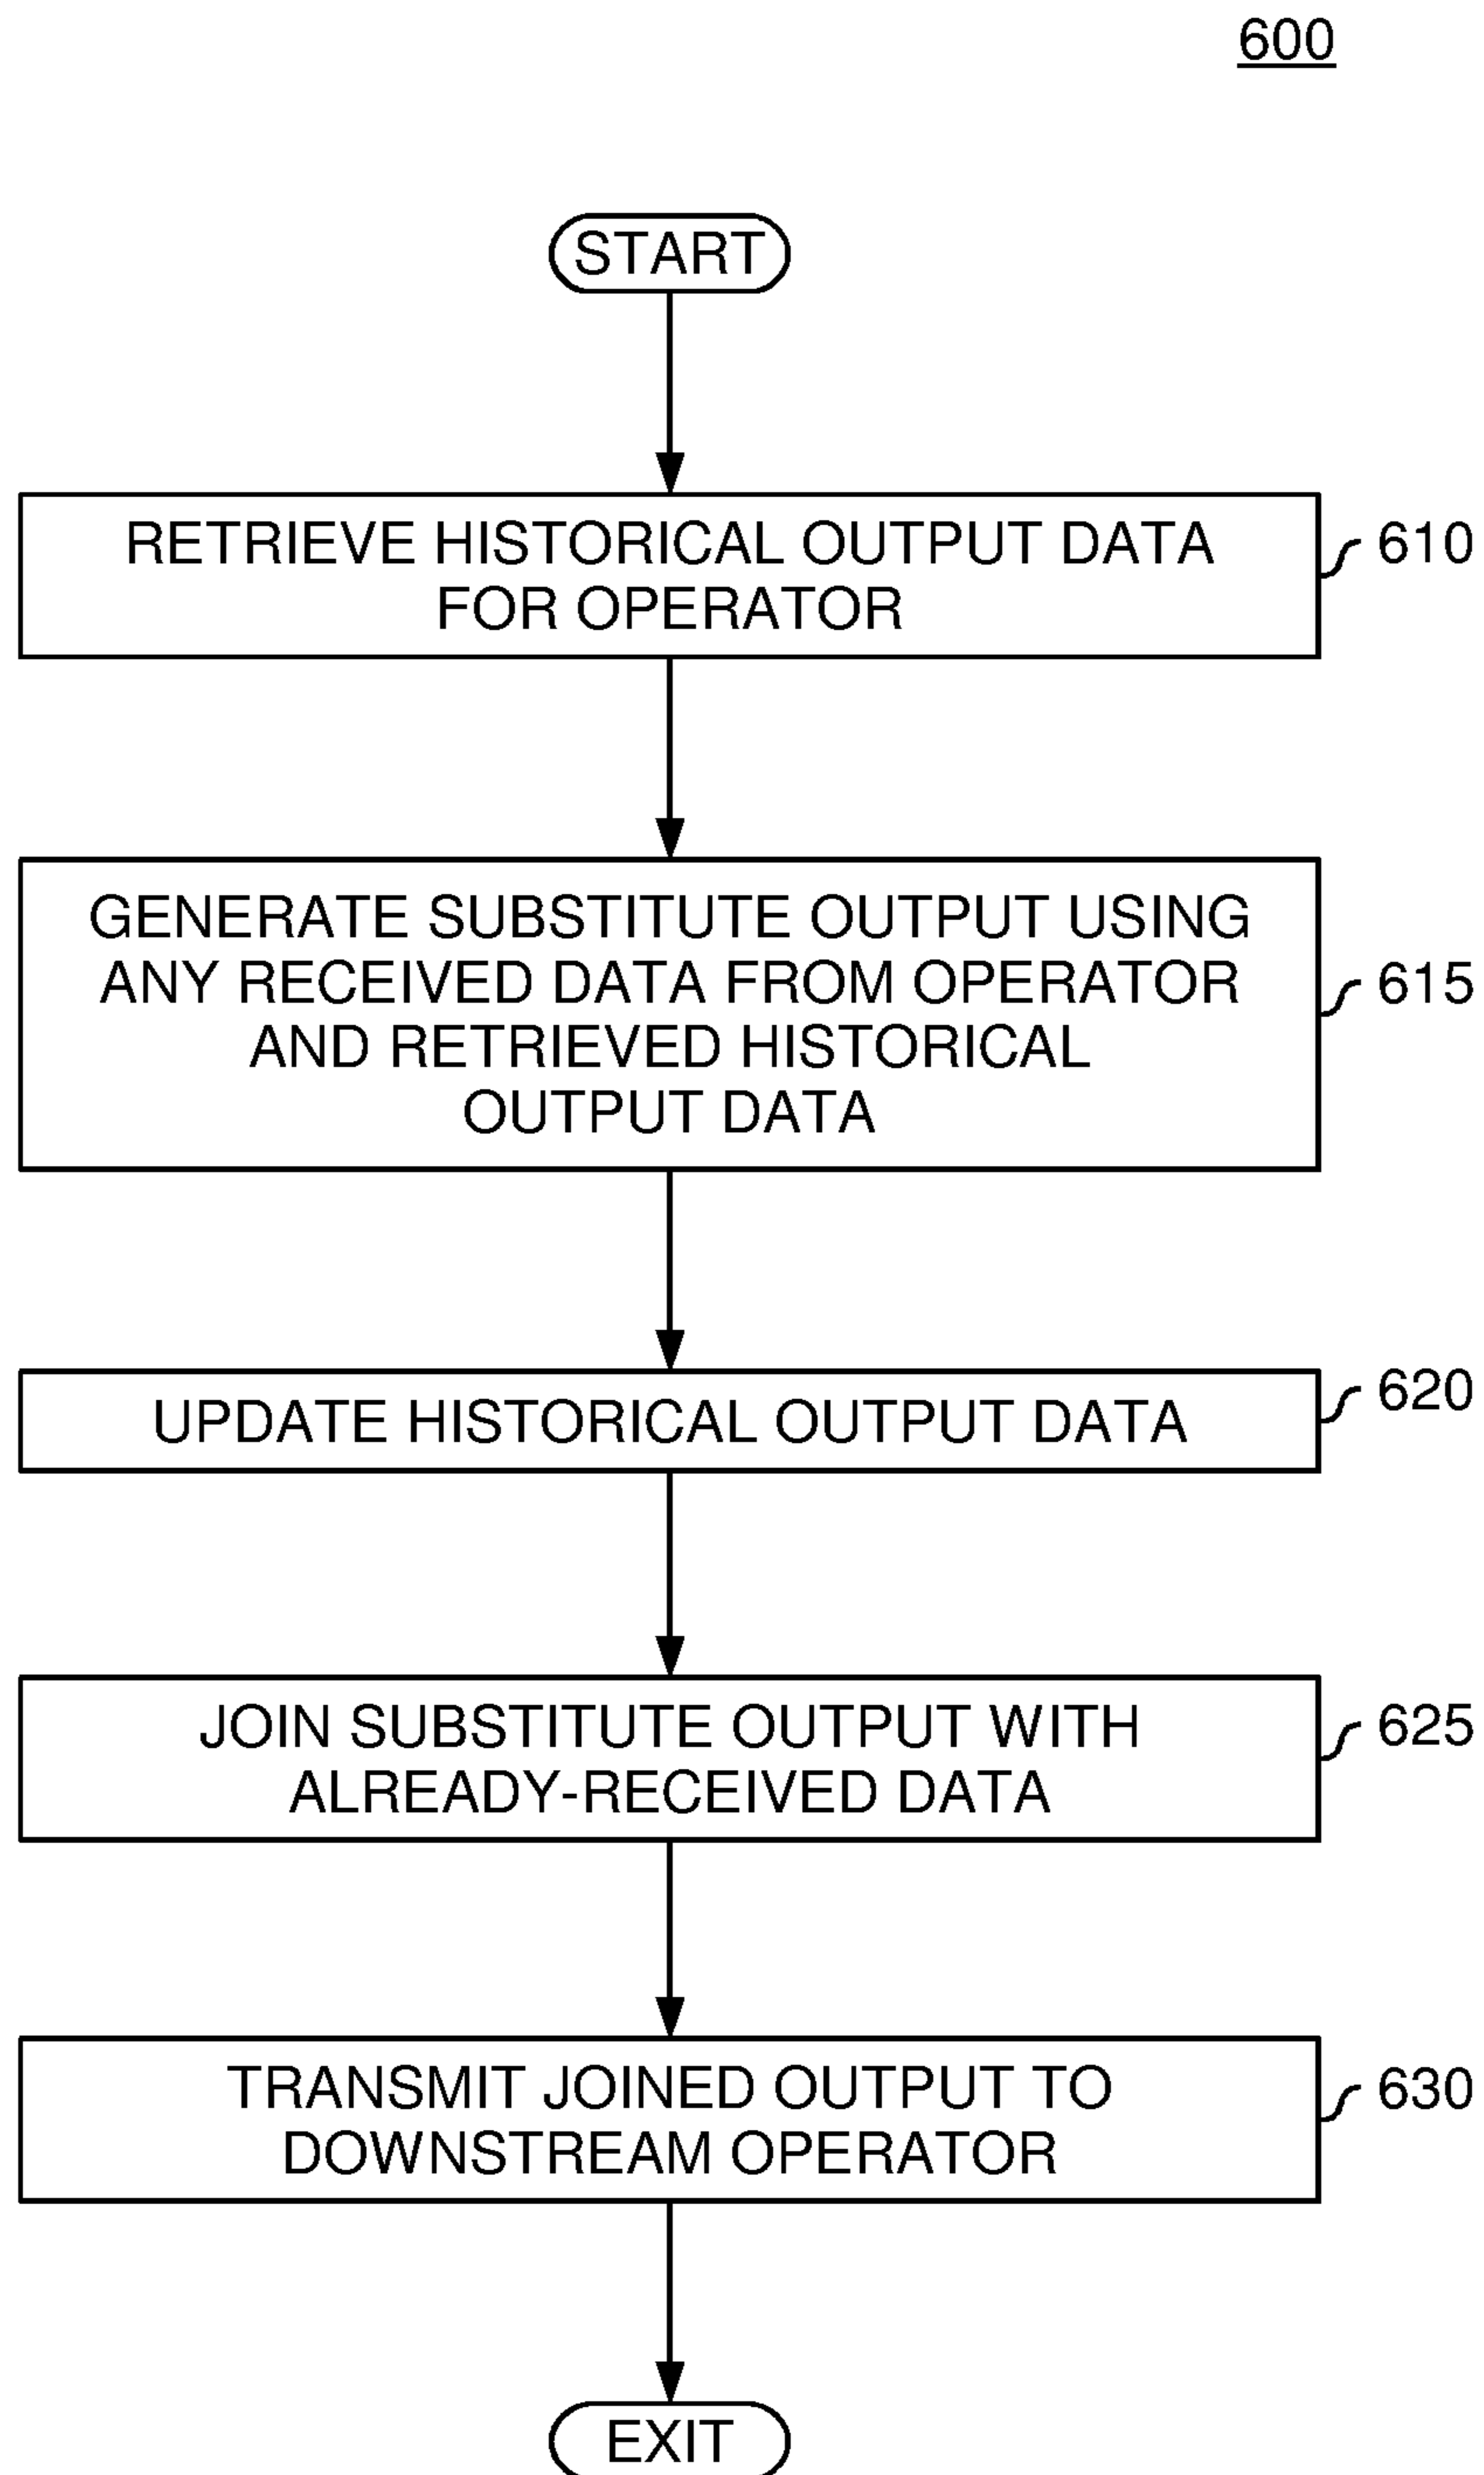 600
START
RETRIEVE HISTORICAL OUTPUT DATA
FOR OPERATOR
610
GENERATE SUBSTITUTE OUTPUT USING
ANY RECEIVED DATA FROM OPERATOR
AND RETRIEVED HISTORICAL
OUTPUT DATA
615
UPDATE HISTORICAL OUTPUT DATA
620
JOIN SUBSTITUTE OUTPUT WITH
ALREADY-RECEIVED DATA
625
TRANSMIT JOINED OUTPUT TO
DOWNSTREAM OPERATOR
630
EXIT